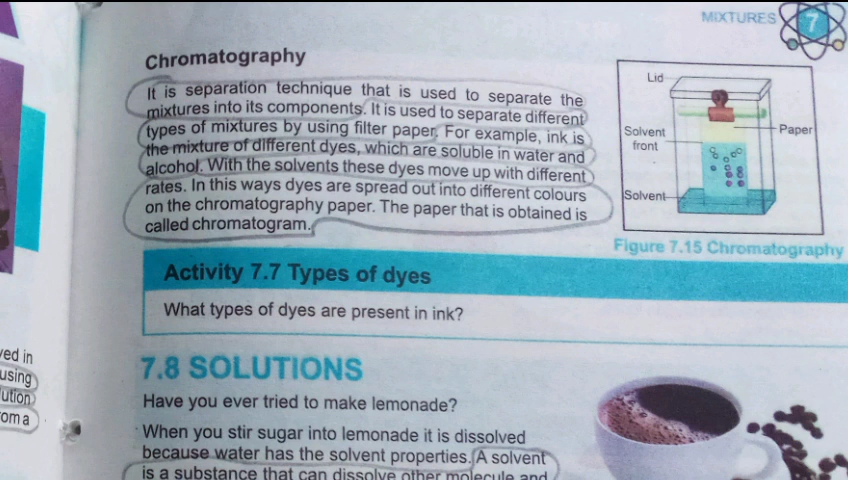 MIXTURES 7
Chromatography
It is separation technique that is used to separate the
mixtures into its components. It is used to separate different
types of mixtures by using filter paper. For example, ink is
the mixture of different dyes, which are soluble in water and
alcohol. With the solvents these dyes move up with different
rates. In this ways dyes are spread out into different colours
on the chromatography paper. The paper that is obtained is
called chromatogram.
Lid
Solvent
front
Paper
Solvent
Figure 7.15 Chromatography
Activity 7.7 Types of dyes
What types of dyes are present in ink?
7.8 SOLUTIONS
Have you ever tried to make lemonade?
When you stir sugar into lemonade it is dissolved
because water has the solvent properties. A solvent
is a substance that can dissolve other molecule and
ved in
using
lution
rom a